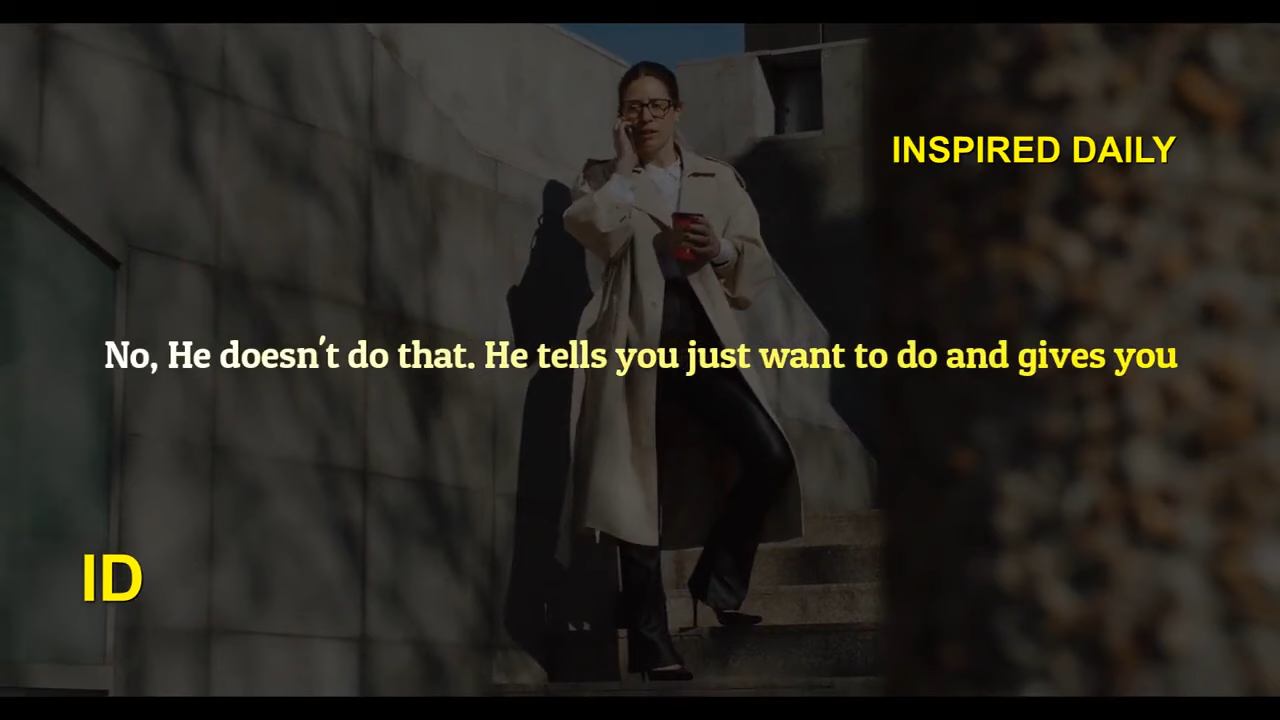 INSPIRED DAILY
No, He doesn't do that. He tells you just want to do and gives you
ID